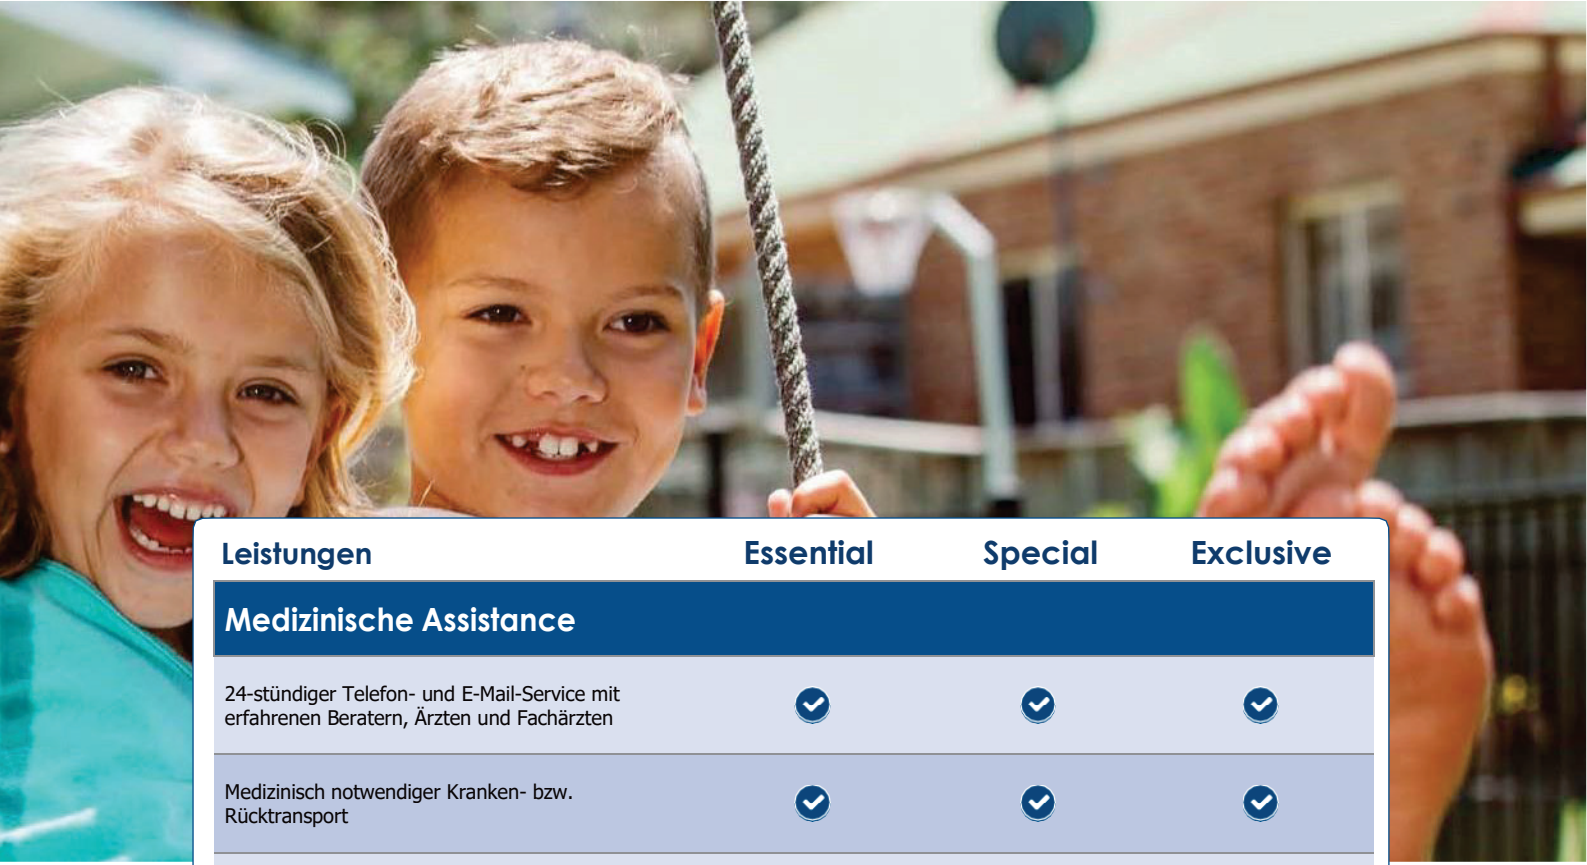 Leistungen Essential Special Exclusive
Medizinische Assistance
24-stündiger Telefon- und E-Mail-Service mit
erfahrenen Beratern, Ärzten und Fachärzten
Medizinisch notwendiger Kranken- bzw.
Rücktransport